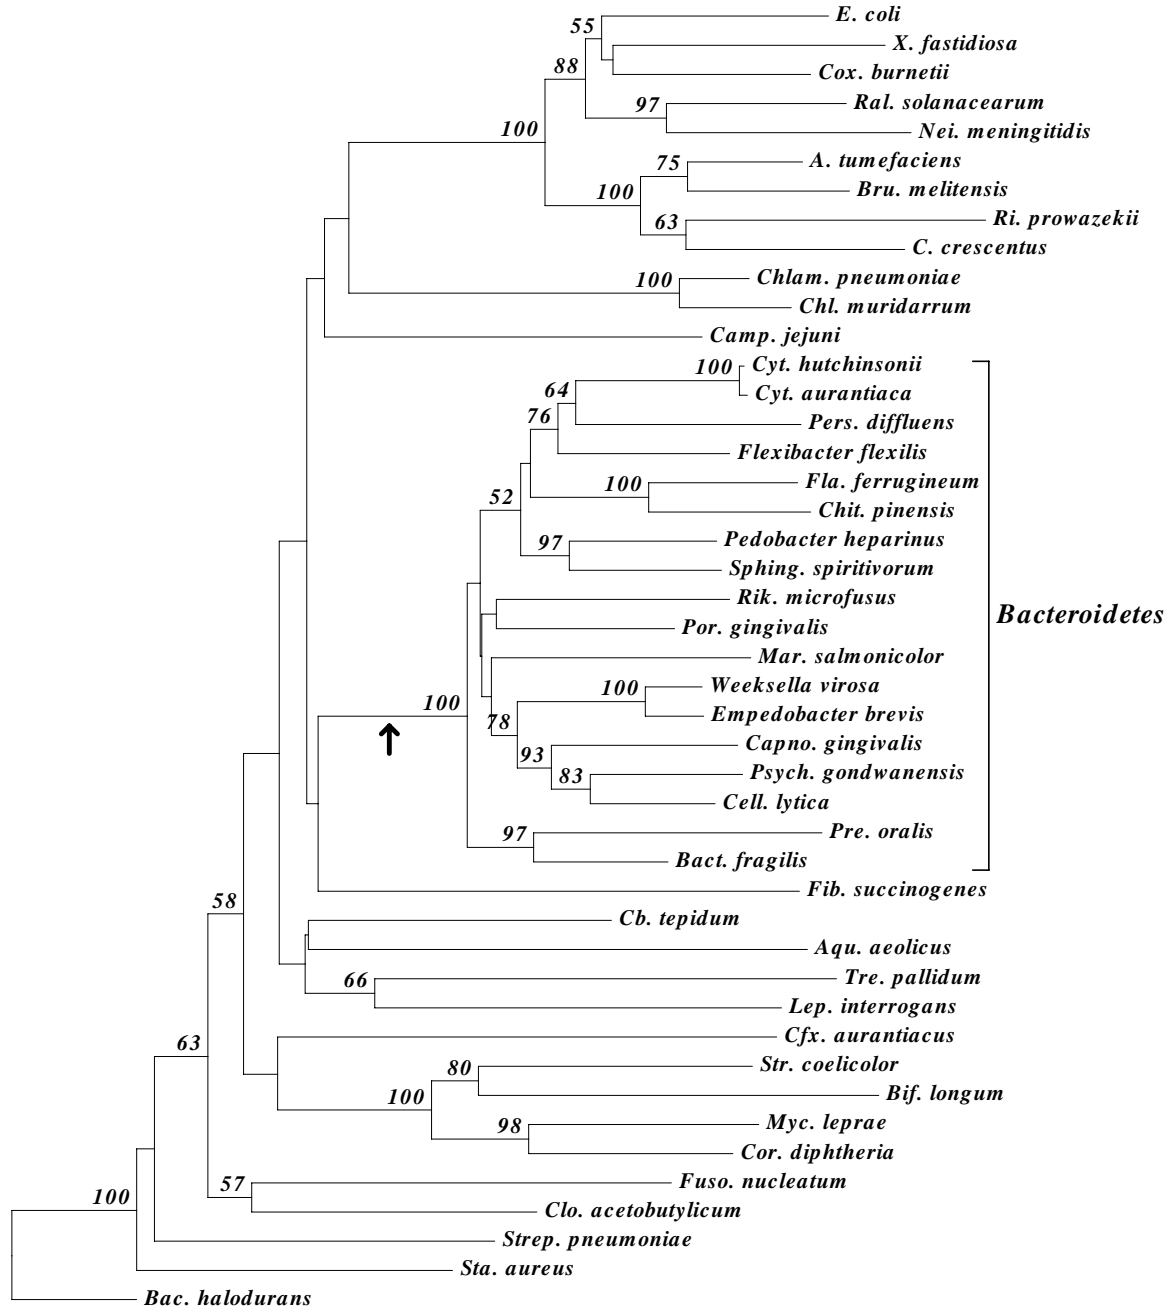 E. coli
55
X. fastidiosa
88
Cox. burnetii
97
Ral. solanacearum
100
Nei. meningitidis
75
A. tumefaciens
100
Bru. melitensis
63
Ri. prowazekii
C. crescentus
100
Chlam. pneumoniae
Chl. muridarrum
Camp. jejuni
100
Cyt. hutchinsonii
64
Cyt. aurantiaca
76
Pers. diffluens
Flexibacter flexilis
52
100
Fla. ferrugineum
Chit. pinensis
97
Pedobacter heparinus
Sphing. spiritivorum
Rik. microfusus
Bacteroidetes
Por. gingivalis
Mar. salmonicolor
100
100
Weeksella virosa
78
Empedobacter brevis
93
Capno. gingivalis
83
Psych. gondwanensis
Cell. lytica
97
Pre. oralis
Bact. fragilis
Fib. succinogenes
58
Cb. tepidum
Aqu. aeolicus
66
Tre. pallidum
Lep. interrogans
63
Cfx. aurantiacus
80
Str. coelicolor
100
Bif. longum
98
Myc. leprae
Cor. diphtheria
57
Fuso. nucleatum
100
Clo. acetobutylicum
Strep. pneumoniae
Sta. aureus
Bac. halodurans